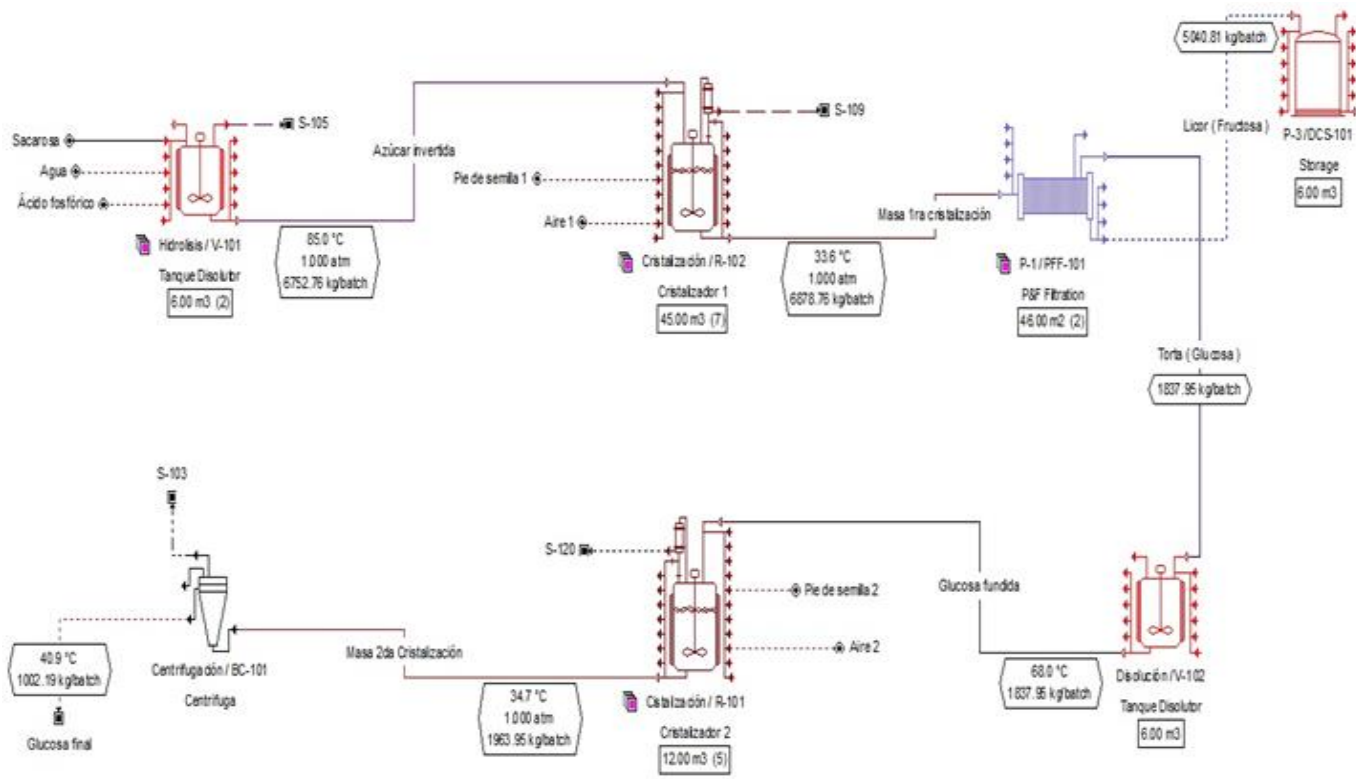 5040.81 kg/batch
Licor ( Fructosa )
P-3 /DCS-101
Storage
6.00 m3
Sacarosa
Agua
Ácido fosfórico
S-105
Hidrolisis / V-101
Tanque Disolutor
6.00 m3 (2)
85.0 °C
1.000 atm
6752.76 kg/batch
Azúcar invertida
Pie de semilla 1
Aire 1
S-109
Cristalización / R-102
Cristalizador 1
45.00 m3 (7)
Masa 1ra cristalización
33.6 °C
1.000 atm
6878.76 kg/batch
P-1 / PFF-101
P&F Filtration
46.00 m2 (2)
Torta ( Glucosa )
1837.95 kg/batch
S-103
Centrifugación / BC-101
Centrífuga
40.9 °C
1002.19 kg/batch
Glucosa final
Masa 2da Cristalización
34.7 °C
1.000 atm
1963.95 kg/batch
S-120
Pie de semilla 2
Aire 2
Cistalización / R-101
Cristalizador 2
12.00 m3 (5)
Glucosa fundida
68.0 °C
1837.95 kg/batch
Disolución / V-102
Tanque Disolutor
6.00 m3